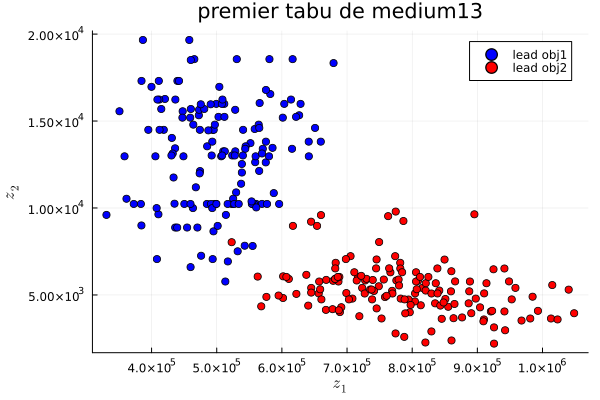 premier tabu de medium13
2.00×10⁴
lead obj1
lead obj2
1.50×10⁴
z₂
1.00×10⁴
5.00×10³
4.0×10⁵ 5.0×10⁵ 6.0×10⁵ 7.0×10⁵ 8.0×10⁵ 9.0×10⁵ 1.0×10⁶
z₁